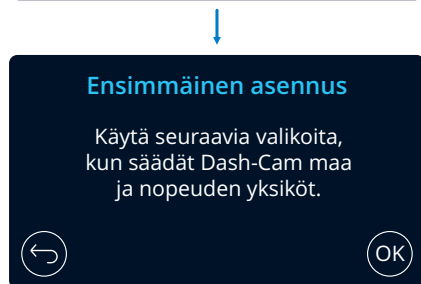 Ensimmäinen asennus
Käytä seuraavia valikoita,
kun säädät Dash-Cam maa
ja nopeuden yksiköt.
OK